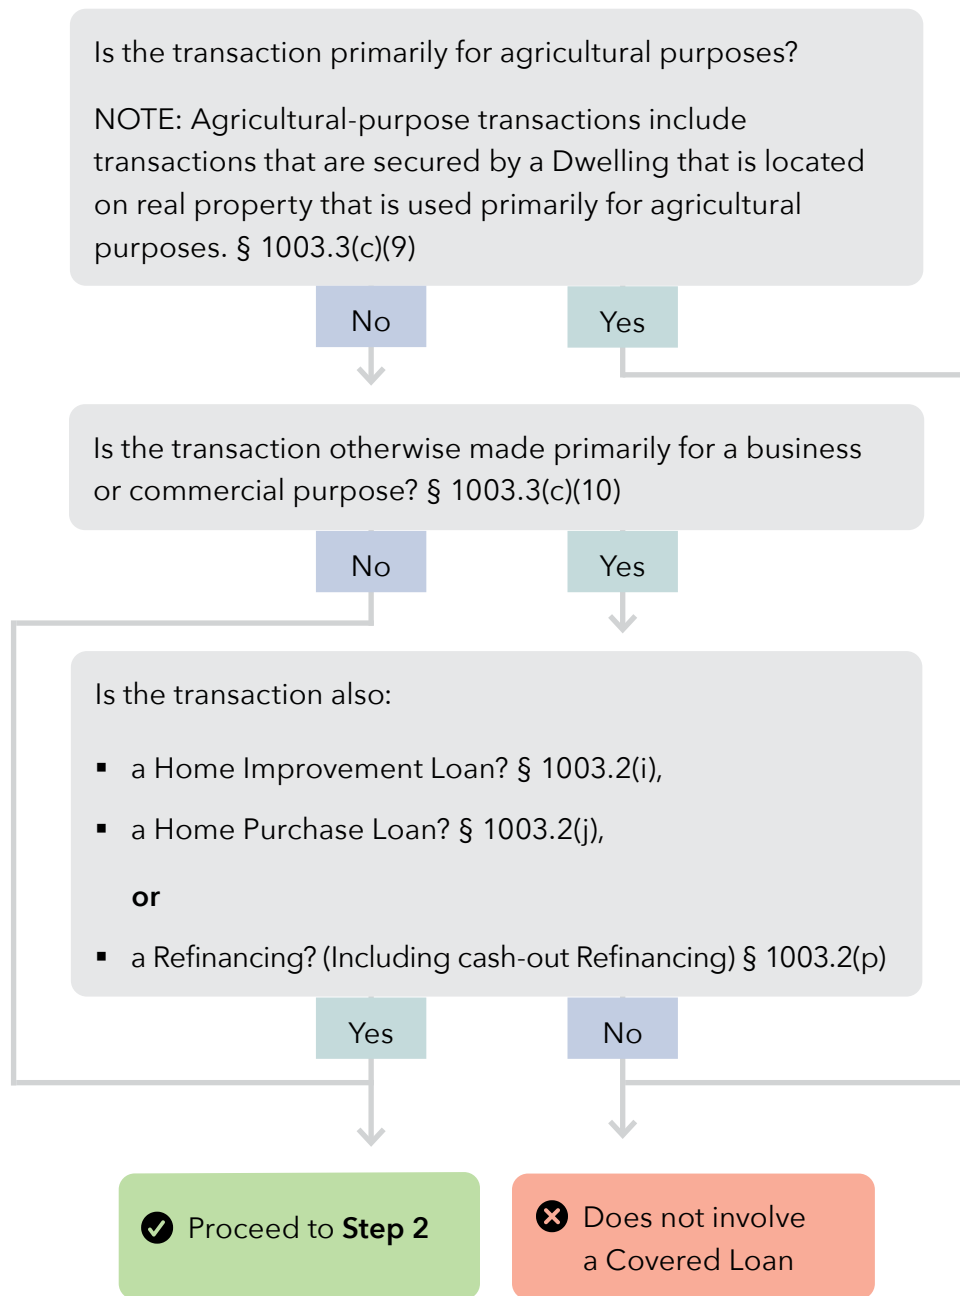 Is the transaction primarily for agricultural purposes?
NOTE: Agricultural-purpose transactions include
transactions that are secured by a Dwelling that is located
on real property that is used primarily for agricultural
purposes. § 1003.3(c)(9)
No
Yes
Is the transaction otherwise made primarily for a business
or commercial purpose? § 1003.3(c)(10)
No
Yes
Is the transaction also:
▪ a Home Improvement Loan? § 1003.2(i),
▪ a Home Purchase Loan? § 1003.2(j),
or
▪ a Refinancing? (Including cash-out Refinancing) § 1003.2(p)
Yes
No
Proceed to Step 2
Does not involve
a Covered Loan